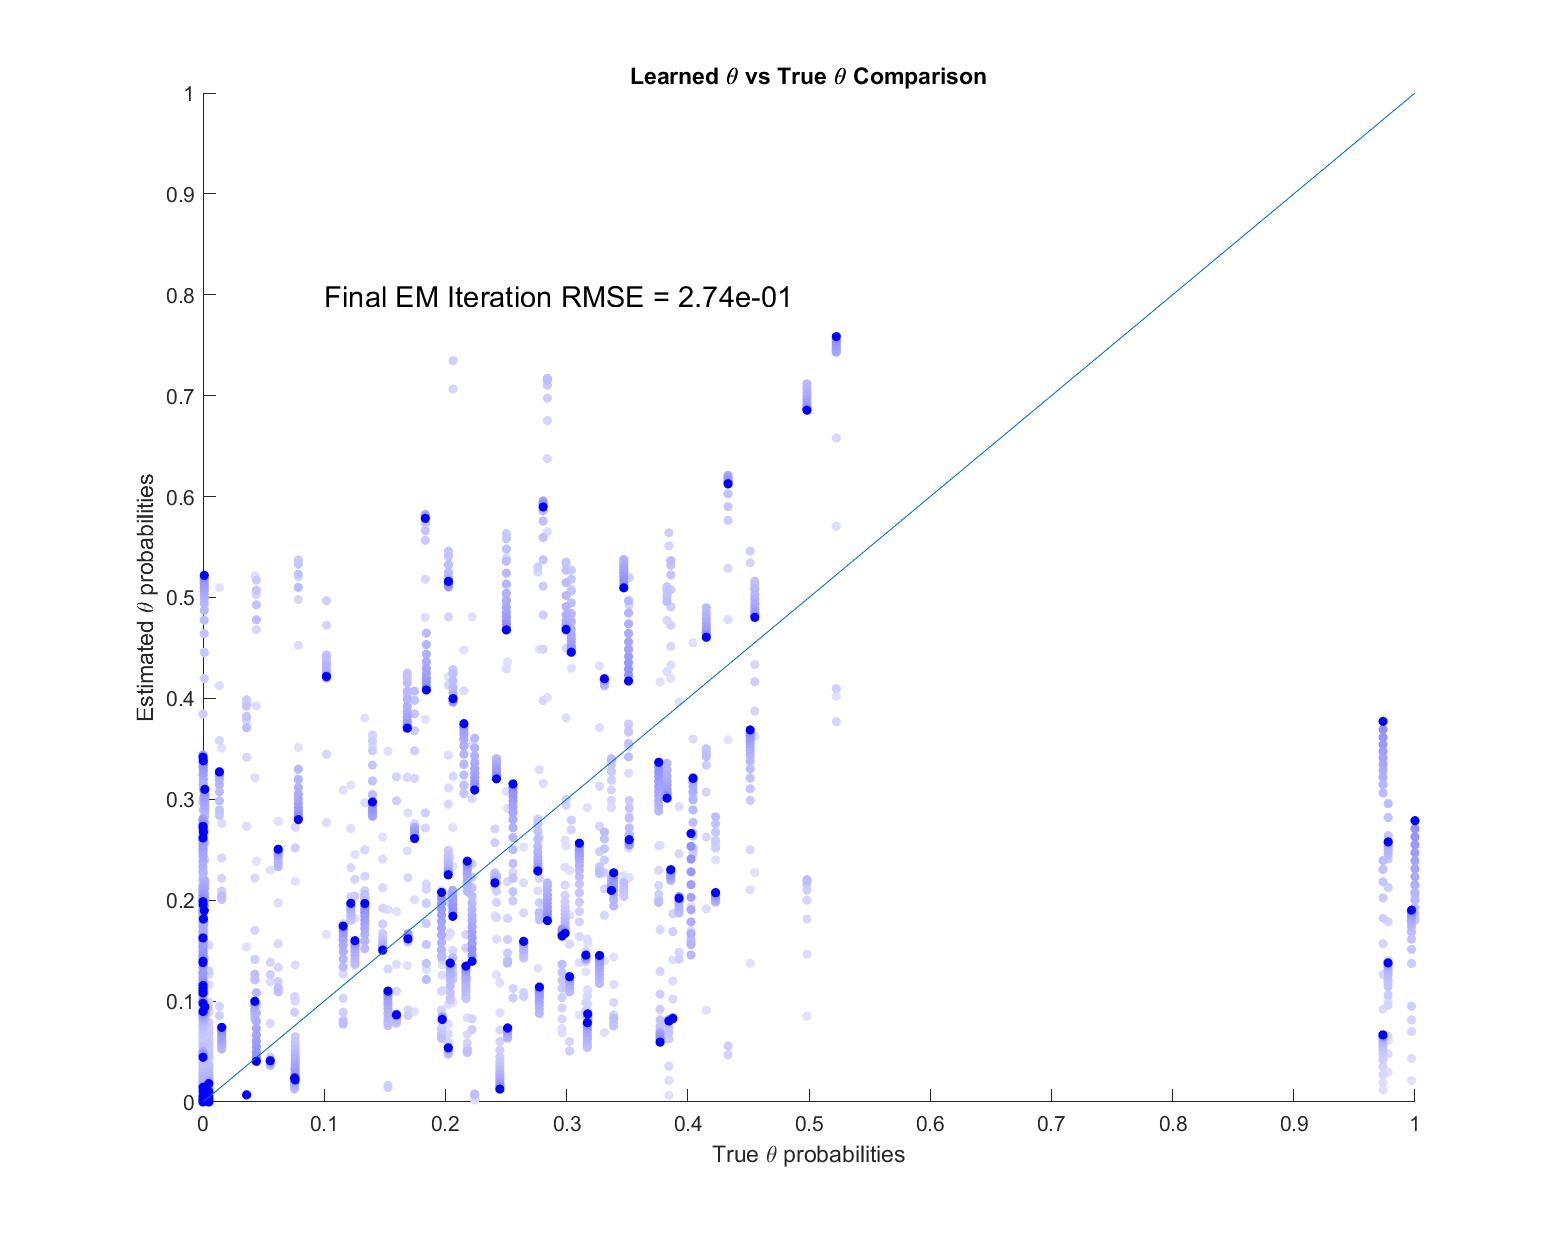 Learned θ vs True θ Comparison
1
0.9
0.8
Final EM Iteration RMSE = 2.74e-01
0.7
0.6
0.5
0.4
0.3
0.2
0.1
0
Estimated θ probabilities
0 0.1 0.2 0.3 0.4 0.5 0.6 0.7 0.8 0.9 1
True θ probabilities